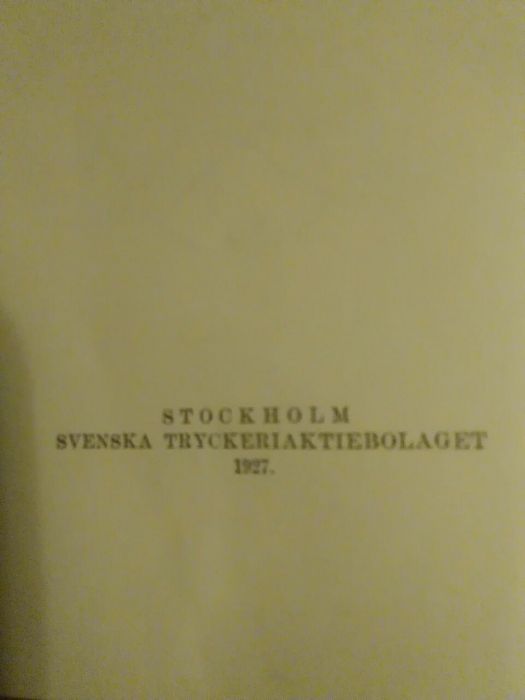 STOCKHOLM
SVENSKA TRYCKERIAKTIEBOLAGET
1927.